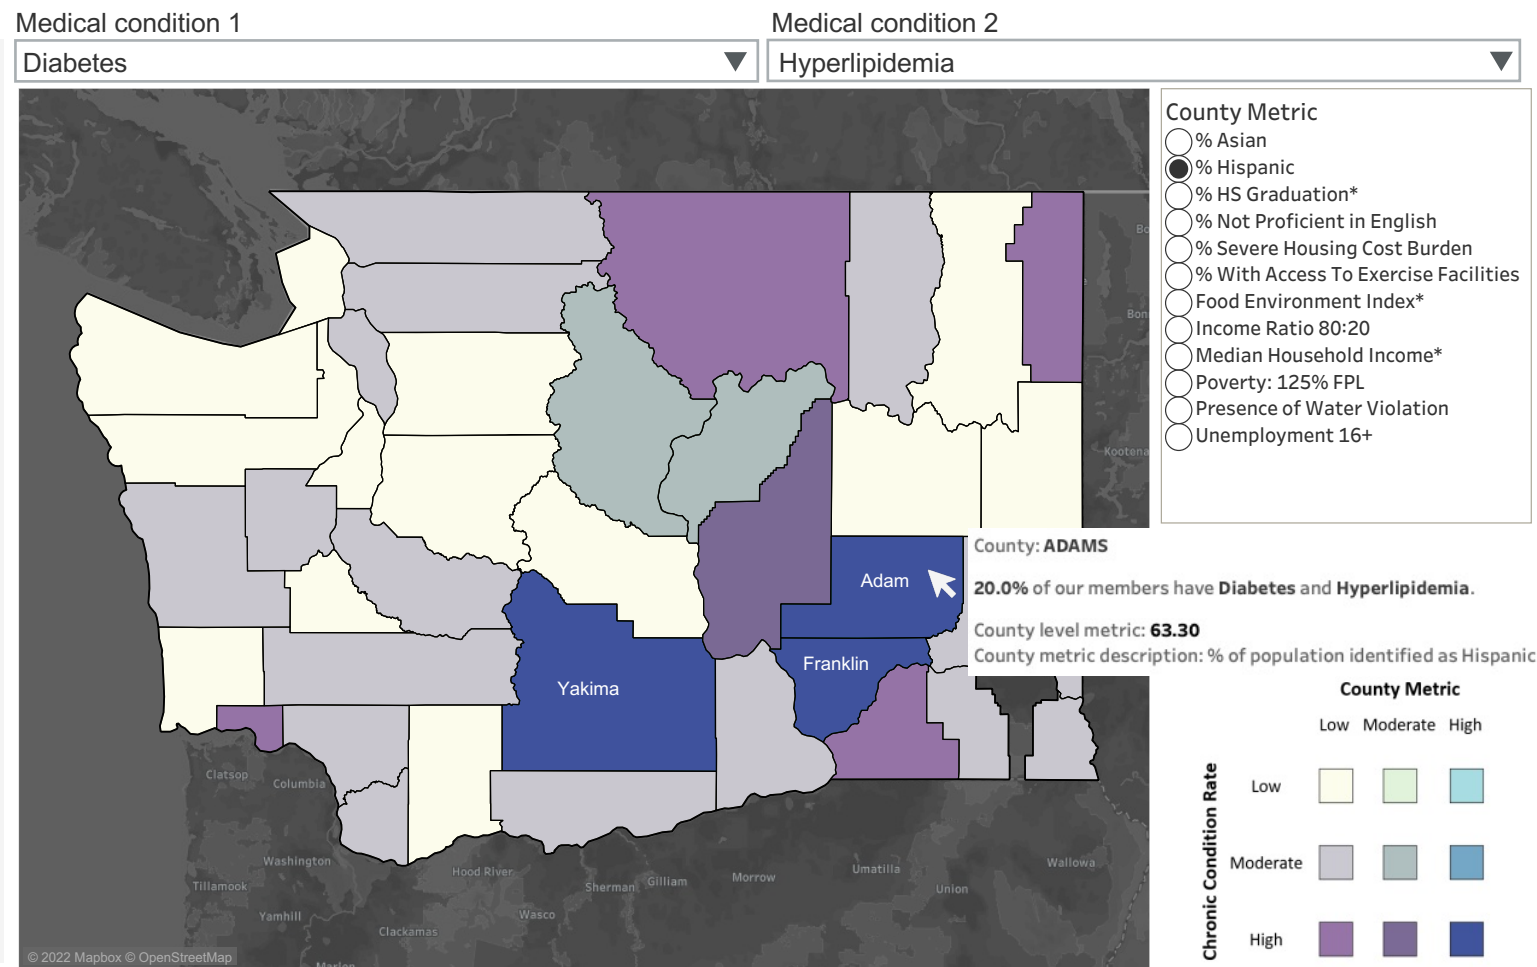 Medical condition 1
Medical condition 2
Diabetes
Hyperlipidemia
County Metric
% Asian
% Hispanic
% HS Graduation*
% Not Proficient in English
% Severe Housing Cost Burden
% With Access To Exercise Facilities
Food Environment Index*
Income Ratio 80:20
Median Household Income*
Poverty: 125% FPL
Presence of Water Violation
Unemployment 16+
Adam
Franklin
Yakima
County: ADAMS
20.0% of our members have Diabetes and Hyperlipidemia.
County level metric: 63.30
County metric description: % of population identified as Hispanic
County Metric
Low Moderate High
Chronic Condition Rate
Low
Moderate
High
Bo
Bon
Kootena
Clatsop
Columbia
Washington
Tillamook
Yamhill
Clackamas
Marion
Hood River
Wasco
Sherman
Gilliam
Morrow
Umatilla
Union
Wallowa
© 2022 Mapbox © OpenStreetMap